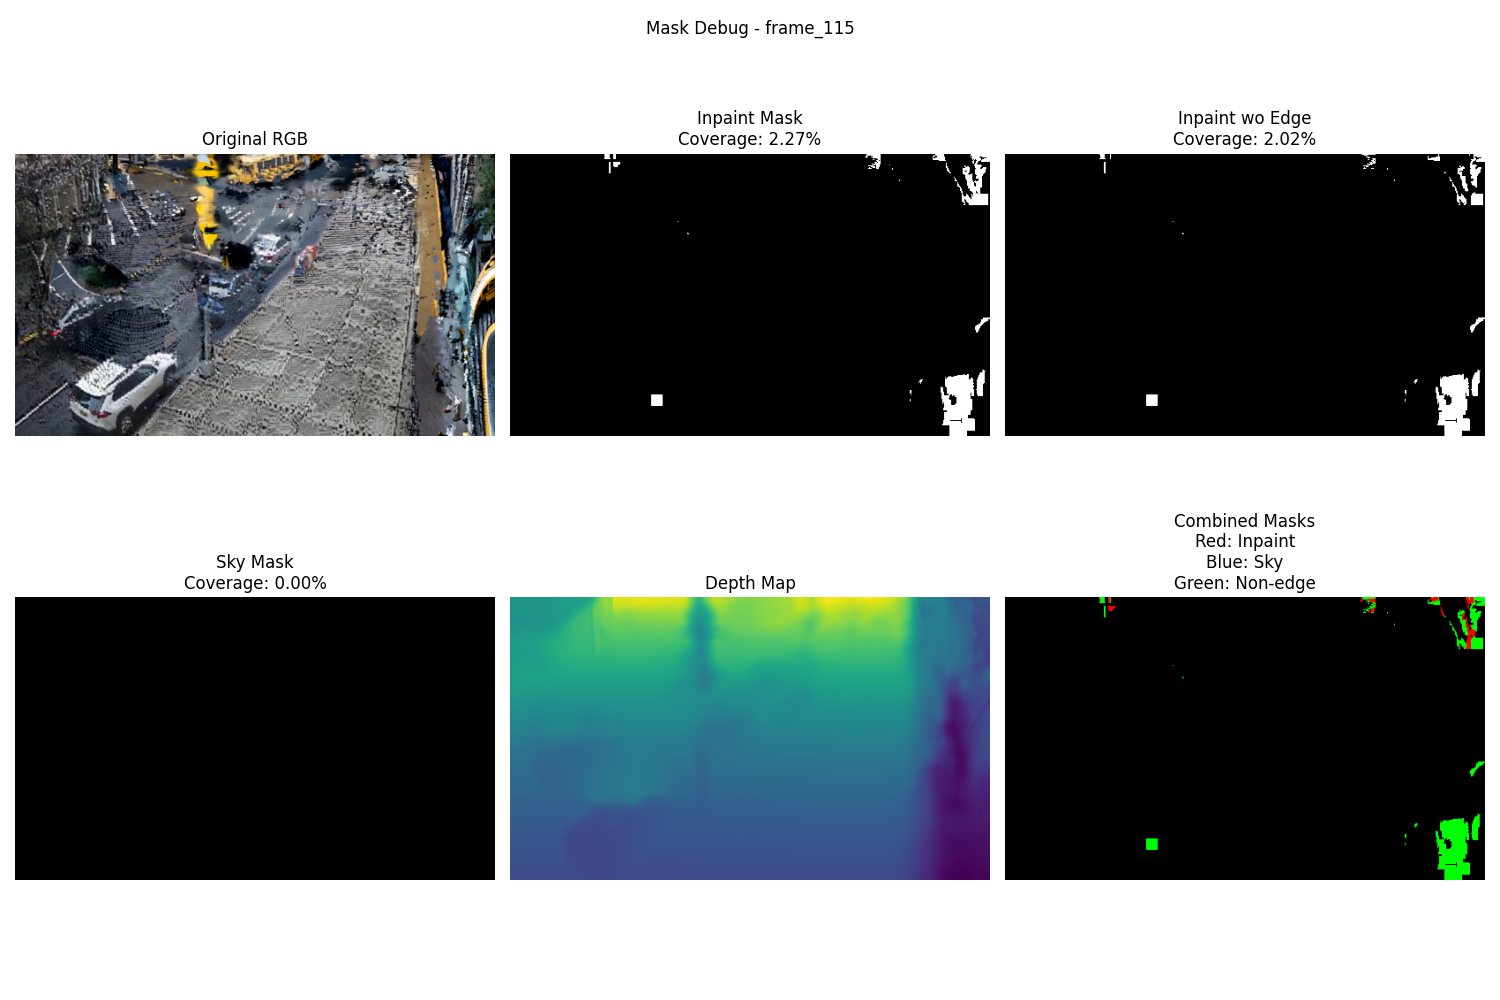 Mask Debug - frame_115
Original RGB
Inpaint Mask
Coverage: 2.27%
Inpaint wo Edge
Coverage: 2.02%
Sky Mask
Coverage: 0.00%
Depth Map
Combined Masks
Red: Inpaint
Blue: Sky
Green: Non-edge